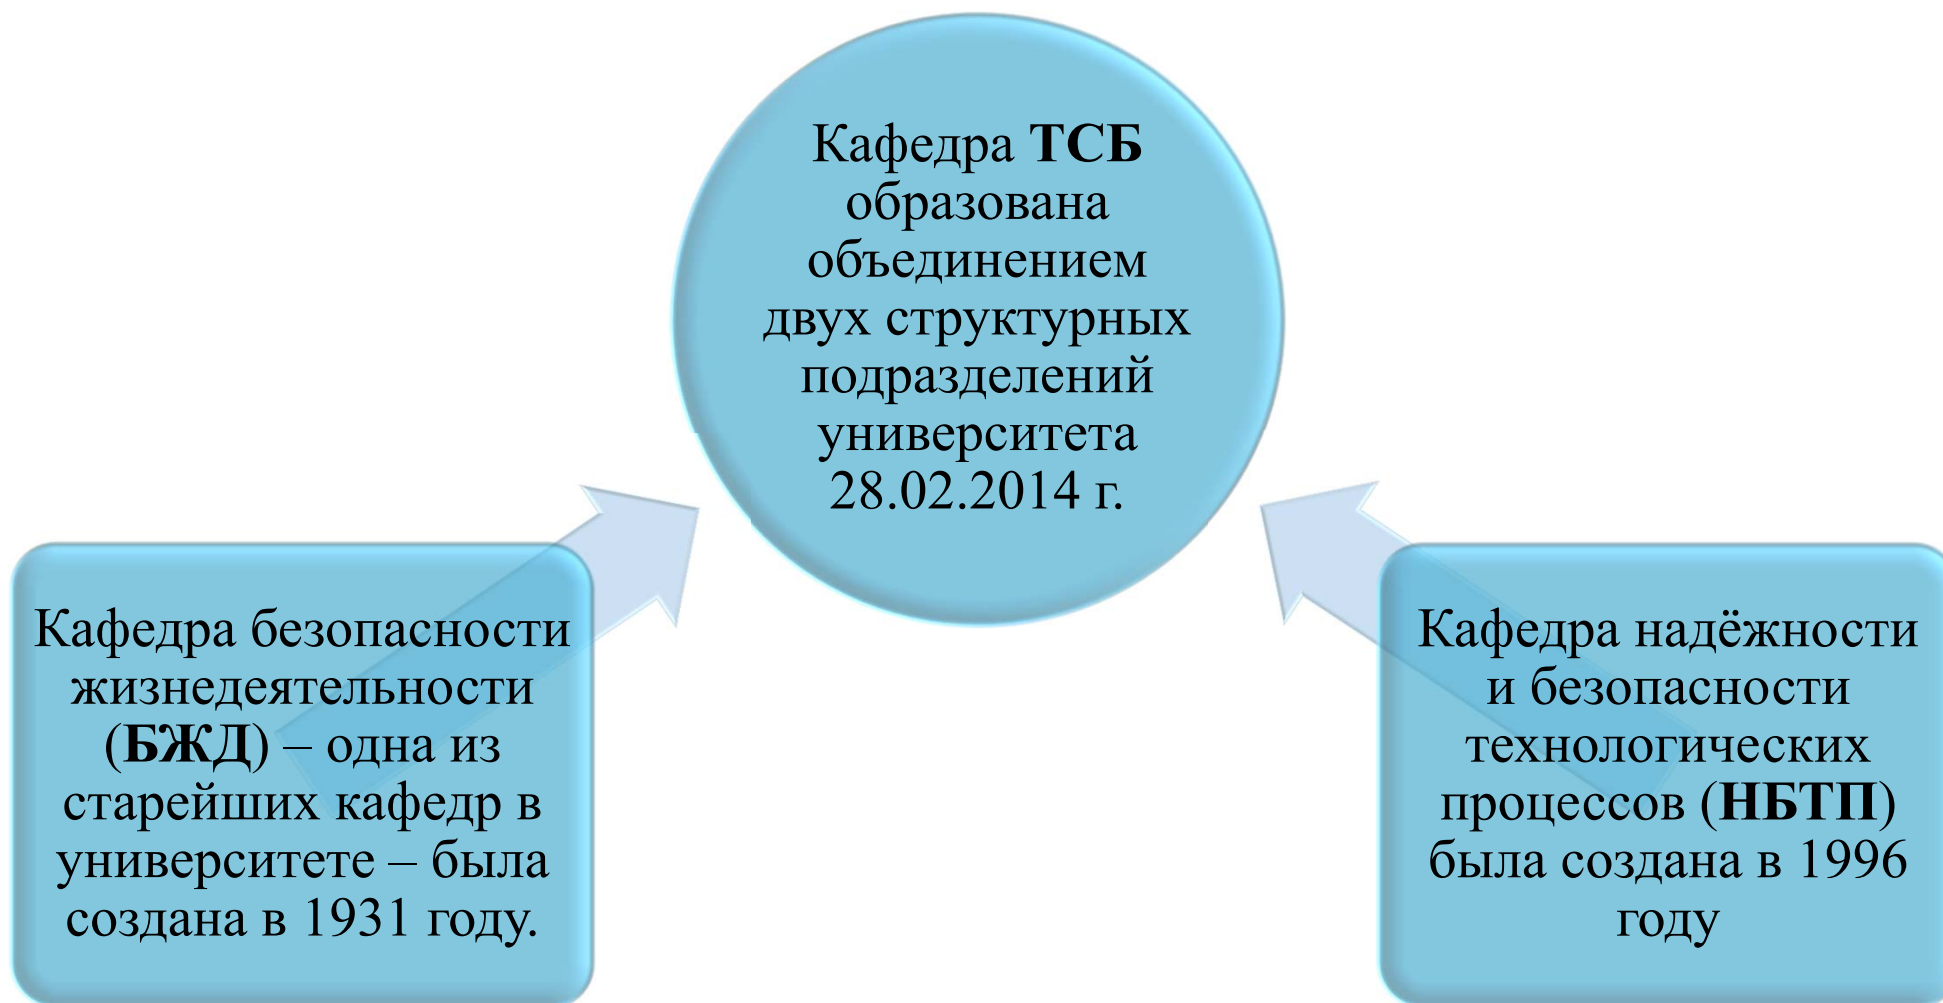 Кафедра ТСБ
образована
объединением
двух структурных
подразделений
университета
28.02.2014 г.
Кафедра безопасности
жизнедеятельности
(БЖД) – одна из
старейших кафедр в
университете – была
создана в 1931 году.
Кафедра надёжности
и безопасности
технологических
процессов (НБТП)
была создана в 1996
году